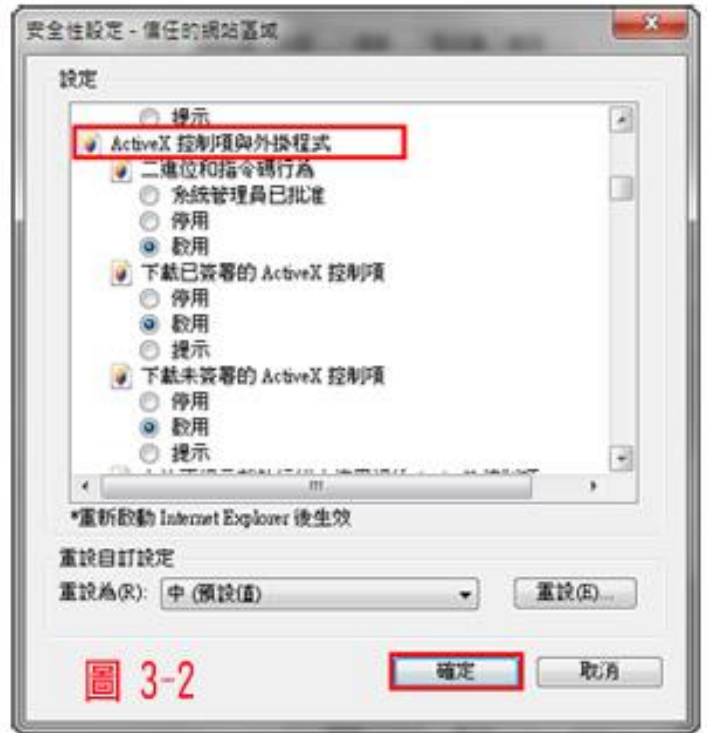 安全性設定 - 信任的網站區域
設定
提示
ActiveX 控制項與外掛程式
二進位和指令碼行為
系統管理員已批准
停用
啟用
下載已簽署的 ActiveX 控制項
停用
啟用
提示
下載未簽署的 ActiveX 控制項
停用
啟用
提示
*重新啟動 Internet Explorer 後生效
重設自訂設定
重設為(R): 中 (預設值) 重設(E)...
圖 3-2
確定 取消